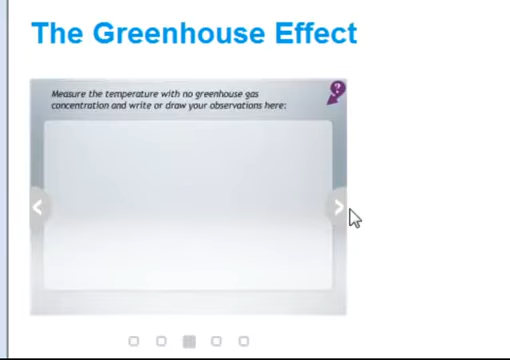 The Greenhouse Effect
Measure the temperature with no greenhouse gas
concentration and write or draw your observations here:
?